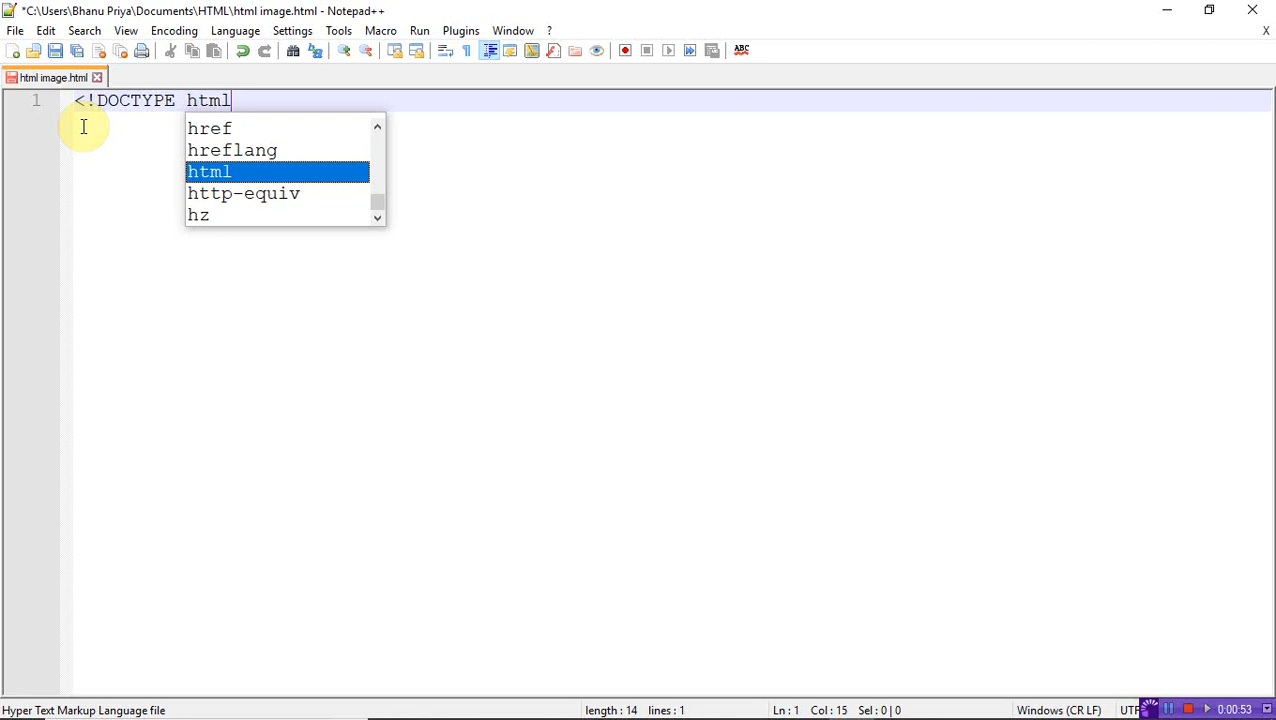 *C:\Users\Bhanu Priya\Documents\HTML\html image.html - Notepad++
File Edit Search View Encoding Language Settings Tools Macro Run Plugins Window ? X
ABC
html image.html
1 <!DOCTYPE html
href
hreflang
html
http-equiv
hz
Hyper Text Markup Language file length : 14 lines : 1 Ln : 1 Col : 15 Sel : 0 | 0 Windows (CR LF) UTF 0:00:53